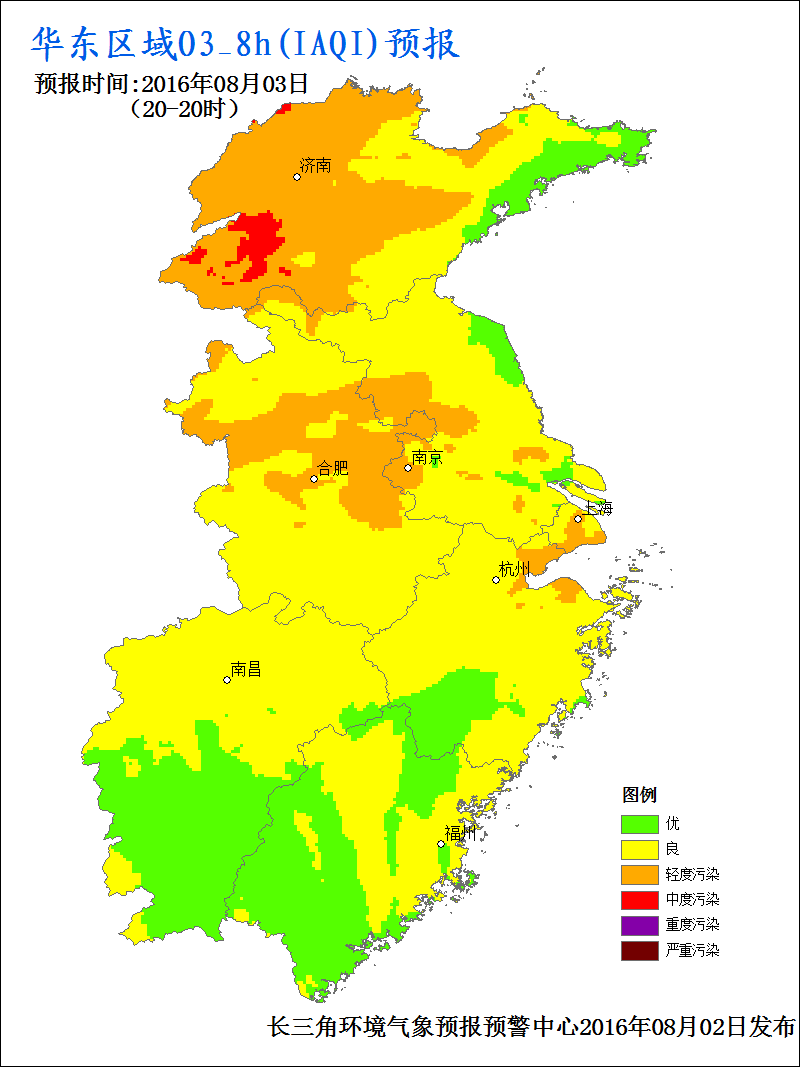 华东区域O3_8h(IAQI)预报
预报时间:2016年08月03日
（20-20时）
济南
合肥
南京
上海
杭州
南昌
福州
图例
优
良
轻度污染
中度污染
重度污染
严重污染
长三角环境气象预报预警中心2016年08月02日发布